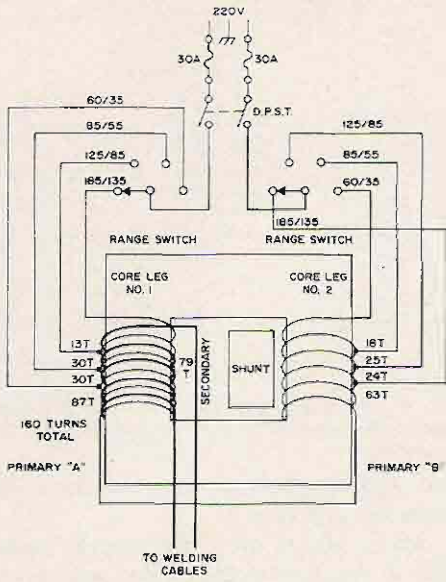 220V
30A
30A
D.P.S.T.
60/35
85/55
125/85
185/135
125/85
85/55
60/35
185/135
RANGE SWITCH
RANGE SWITCH
CORE LEG
NO. 1
CORE LEG
NO. 2
13T
30T
30T
87T
160 TURNS
TOTAL
79
T
SECONDARY
SHUNT
18T
25T
24T
63T
PRIMARY "A"
PRIMARY "B"
TO WELDING
CABLES